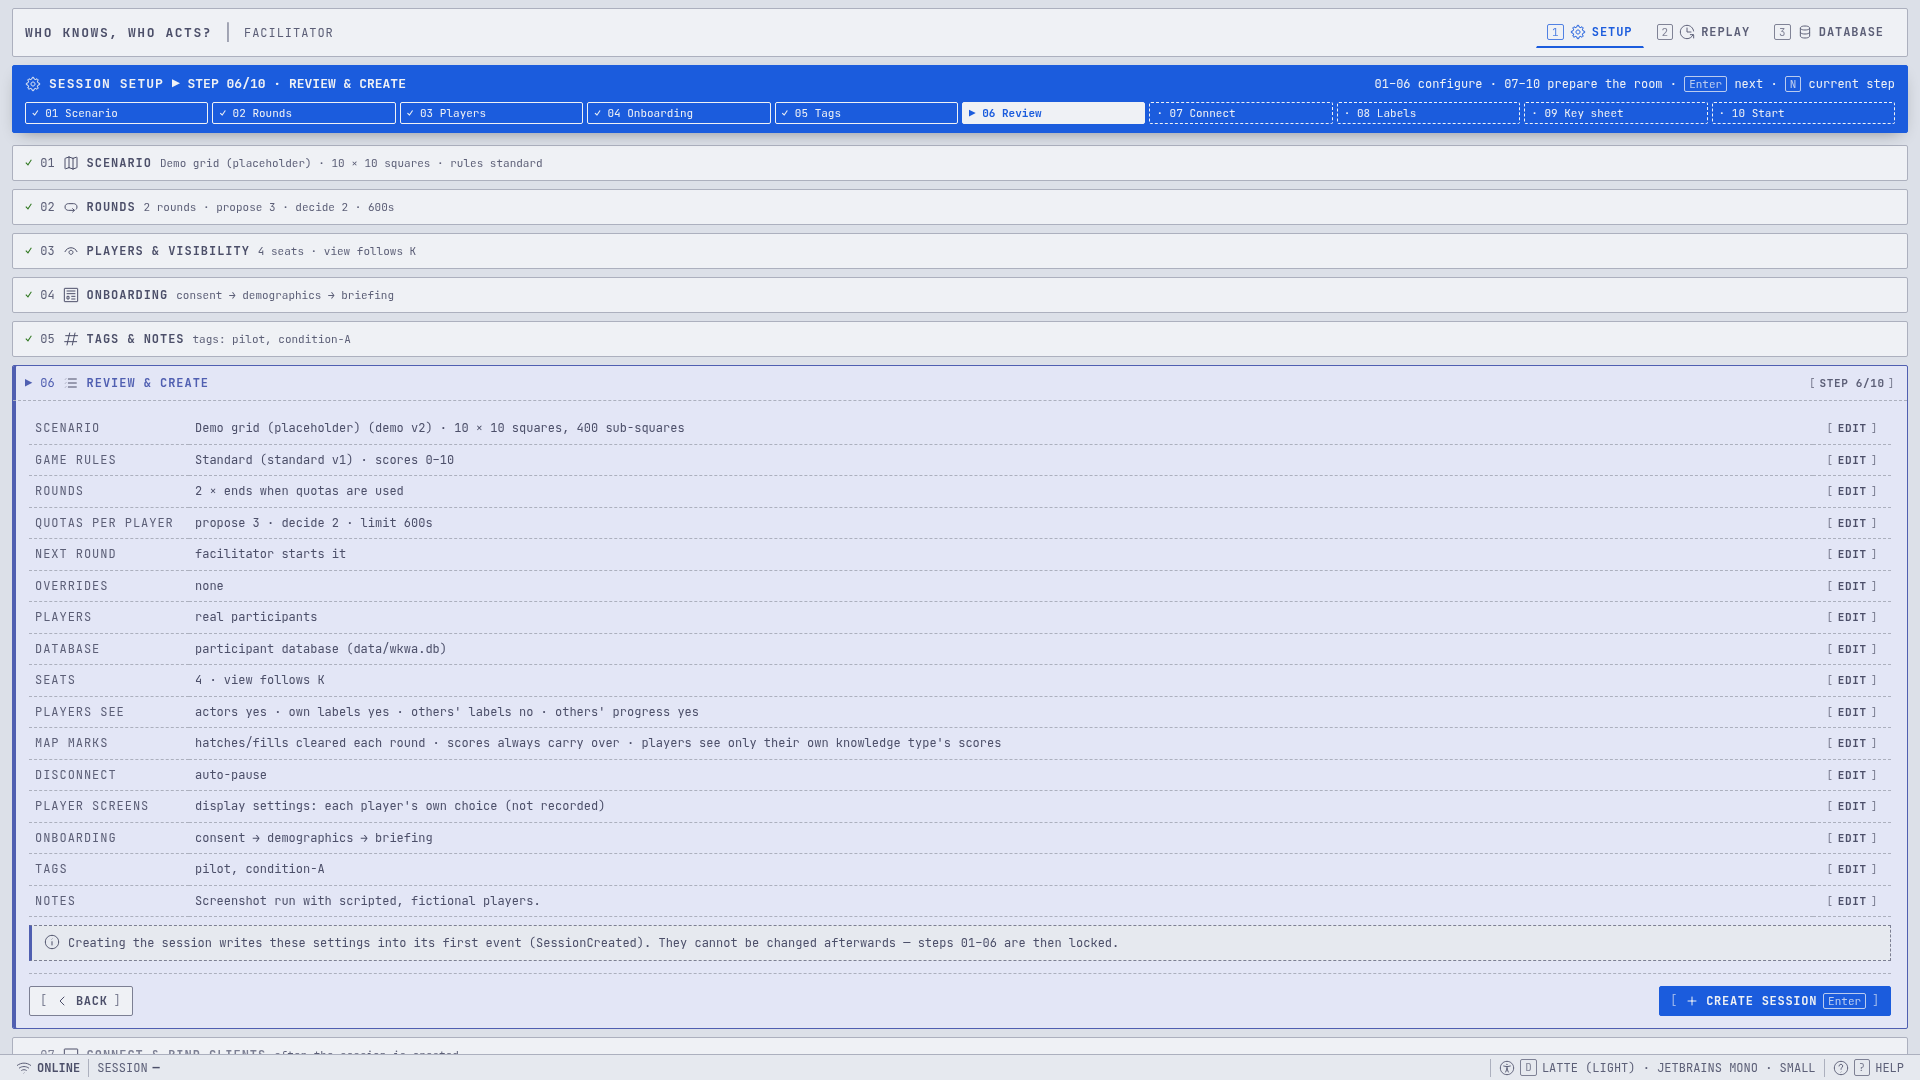 WHO KNOWS, WHO ACTS? FACILITATOR 1 SETUP 2 REPLAY 3 DATABASE
SESSION SETUP ▶ STEP 06/10 · REVIEW & CREATE 01–06 configure · 07–10 prepare the room · Enter next · N current step
✓ 01 Scenario ✓ 02 Rounds ✓ 03 Players ✓ 04 Onboarding ✓ 05 Tags ▶ 06 Review · 07 Connect · 08 Labels · 09 Key sheet · 10 Start
✓ 01 SCENARIO Demo grid (placeholder) · 10 × 10 squares · rules standard
✓ 02 ROUNDS 2 rounds · propose 3 · decide 2 · 600s
✓ 03 PLAYERS & VISIBILITY 4 seats · view follows K
✓ 04 ONBOARDING consent → demographics → briefing
✓ 05 TAGS & NOTES tags: pilot, condition-A
▶ 06 REVIEW & CREATE [ STEP 6/10 ]
SCENARIO Demo grid (placeholder) (demo v2) · 10 × 10 squares, 400 sub-squares [ EDIT ]
GAME RULES Standard (standard v1) · scores 0–10 [ EDIT ]
ROUNDS 2 × ends when quotas are used [ EDIT ]
QUOTAS PER PLAYER propose 3 · decide 2 · limit 600s [ EDIT ]
NEXT ROUND facilitator starts it [ EDIT ]
OVERRIDES none [ EDIT ]
PLAYERS real participants [ EDIT ]
DATABASE participant database (data/wkwa.db) [ EDIT ]
SEATS 4 · view follows K [ EDIT ]
PLAYERS SEE actors yes · own labels yes · others' labels no · others' progress yes [ EDIT ]
MAP MARKS hatches/fills cleared each round · scores always carry over · players see only their own knowledge type's scores [ EDIT ]
DISCONNECT auto-pause [ EDIT ]
PLAYER SCREENS display settings: each player's own choice (not recorded) [ EDIT ]
ONBOARDING consent → demographics → briefing [ EDIT ]
TAGS pilot, condition-A [ EDIT ]
NOTES Screenshot run with scripted, fictional players. [ EDIT ]
Creating the session writes these settings into its first event (SessionCreated). They cannot be changed afterwards — steps 01–06 are then locked.
[ < BACK ] [ + CREATE SESSION Enter ]
07 CONNECT & BIND CLIENTS after the session is created
ONLINE SESSION — D LATTE (LIGHT) · JETBRAINS MONO · SMALL ? HELP